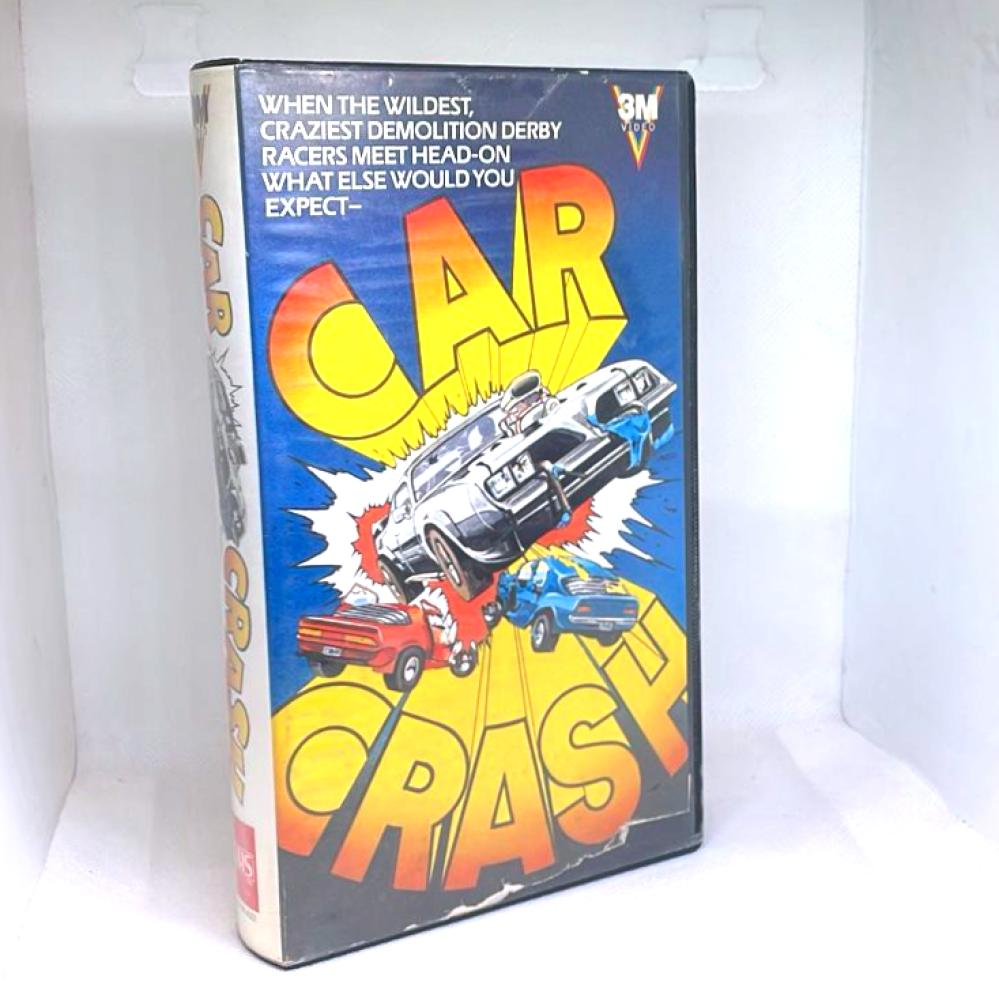 WHEN THE WILDEST,
CRAZIEST DEMOLITION DERBY
RACERS MEET HEAD-ON
WHAT ELSE WOULD YOU
EXPECT–
3M
VIDEO
CAR
CRASH
CAR CRASH
VHS